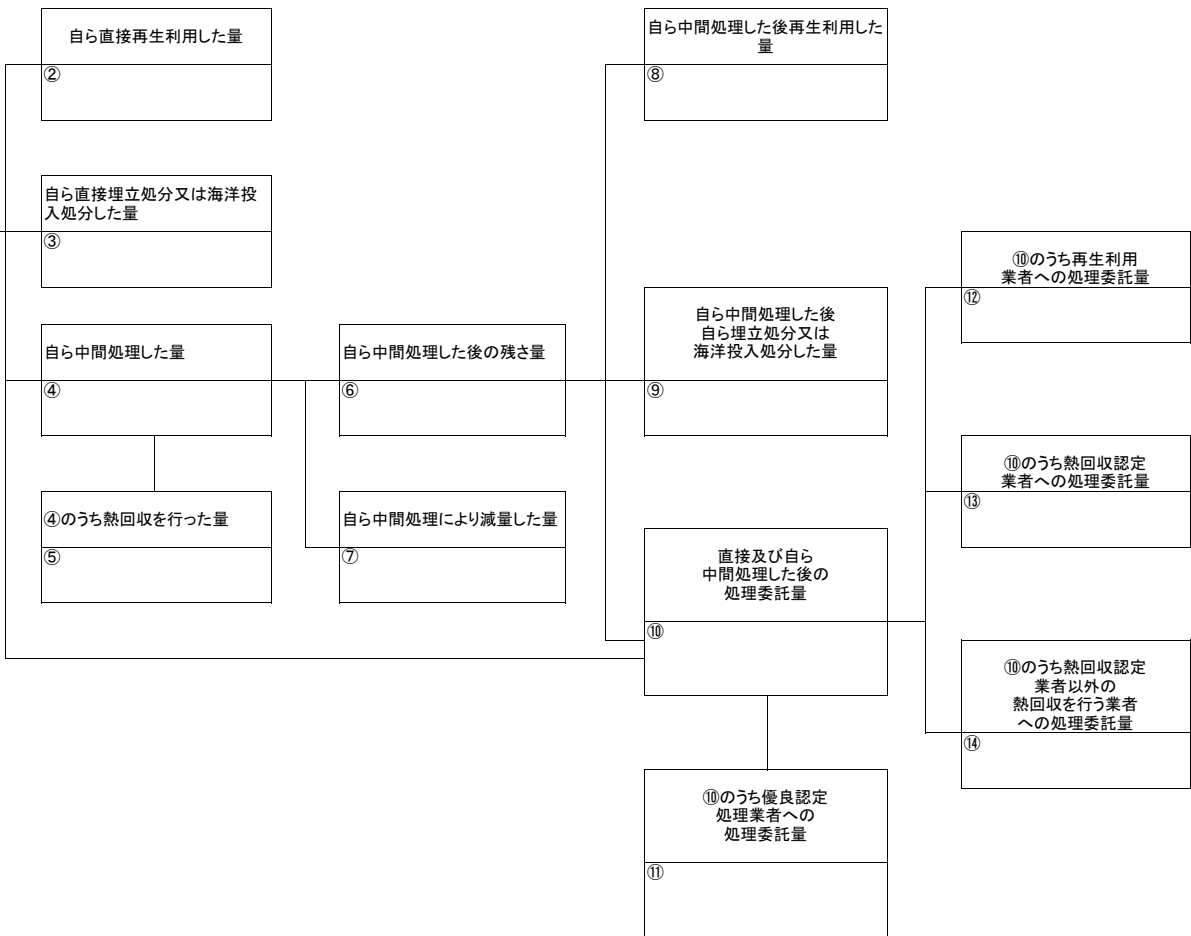 自ら直接再生利用した量
②
自ら直接埋立処分又は海洋投
入処分した量
③
自ら中間処理した量
④
④のうち熱回収を行った量
⑤
自ら中間処理した後の残さ量
⑥
自ら中間処理により減量した量
⑦
自ら中間処理した後再生利用した
量
⑧
自ら中間処理した後
自ら埋立処分又は
海洋投入処分した量
⑨
直接及び自ら
中間処理した後の
処理委託量
⑩
⑩のうち優良認定
処理業者への
処理委託量
⑪
⑩のうち再生利用
業者への処理委託量
⑫
⑩のうち熱回収認定
業者への処理委託量
⑬
⑩のうち熱回収認定
業者以外の
熱回収を行う業者
への処理委託量
⑭